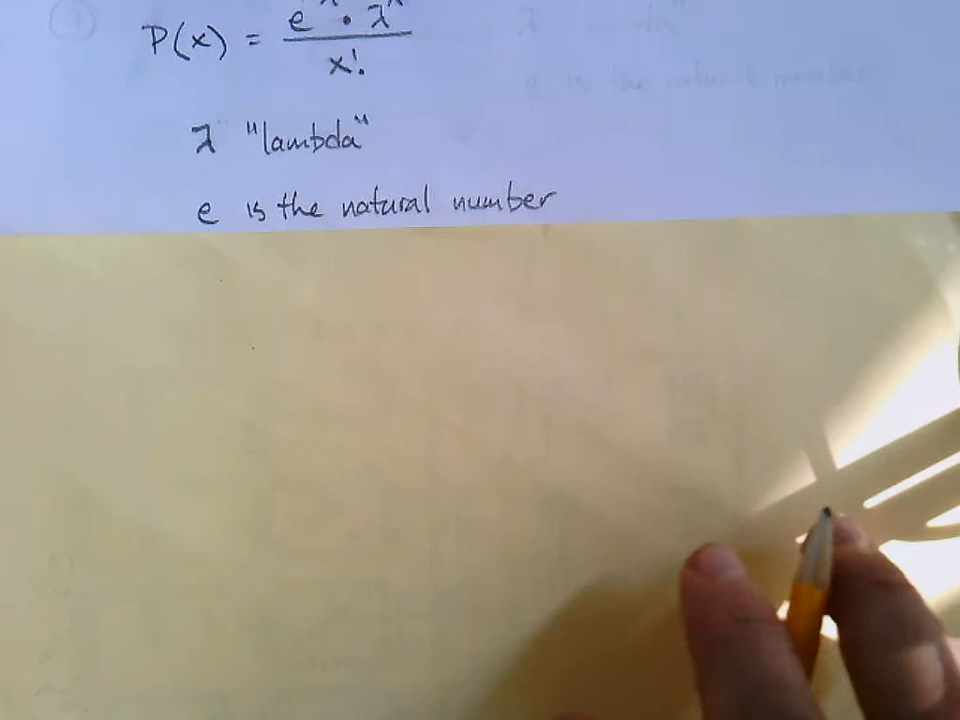 P(x) = e^-λ · λ^x / x!
λ "lambda"
e is the natural number